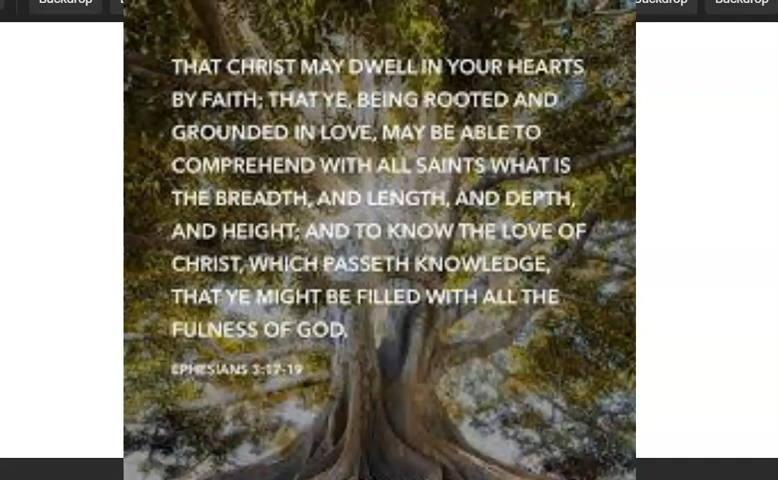 Backdrop
Backdrop
Backdrop
THAT CHRIST MAY DWELL IN YOUR HEARTS
BY FAITH; THAT YE, BEING ROOTED AND
GROUNDED IN LOVE, MAY BE ABLE TO
COMPREHEND WITH ALL SAINTS WHAT IS
THE BREADTH, AND LENGTH, AND DEPTH,
AND HEIGHT; AND TO KNOW THE LOVE OF
CHRIST, WHICH PASSETH KNOWLEDGE,
THAT YE MIGHT BE FILLED WITH ALL THE
FULNESS OF GOD.
EPHESIANS 3:17-19